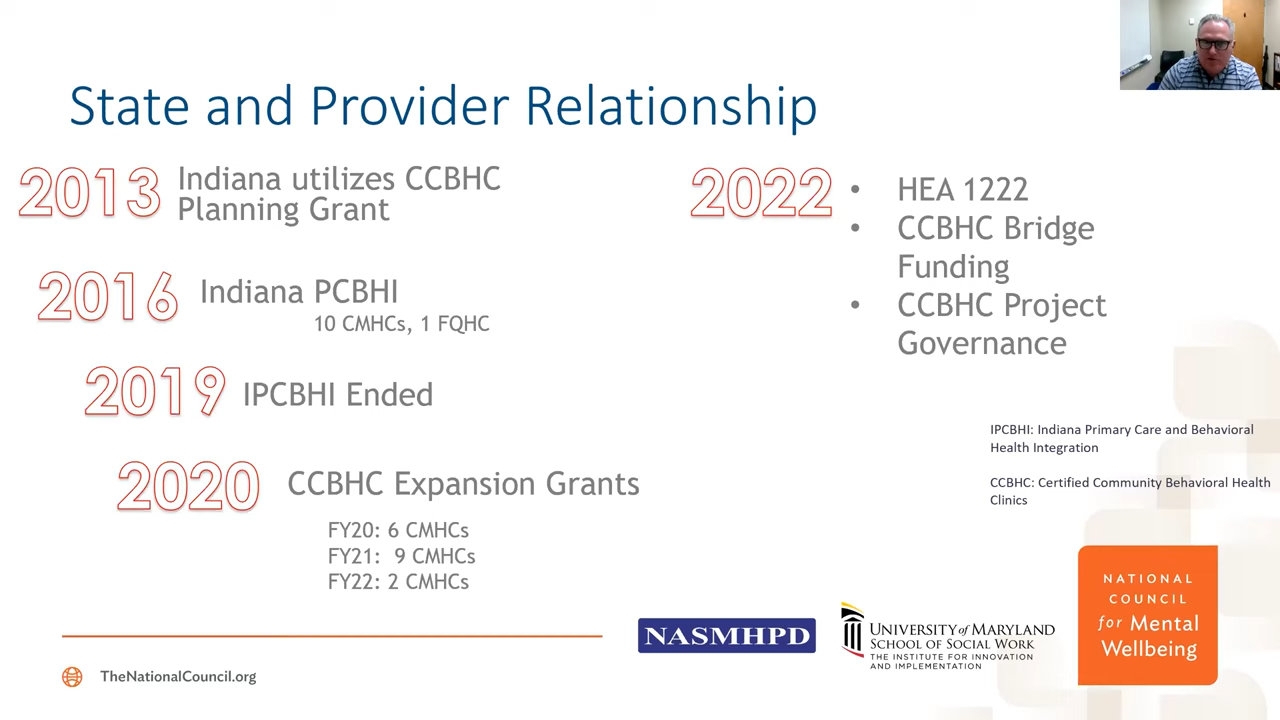 State and Provider Relationship
2013 Indiana utilizes CCBHC
Planning Grant
2016 Indiana PCBHI
10 CMHCs, 1 FQHC
2019 IPCBHI Ended
2020 CCBHC Expansion Grants
FY20: 6 CMHCs
FY21: 9 CMHCs
FY22: 2 CMHCs
2022 • HEA 1222
• CCBHC Bridge
Funding
• CCBHC Project
Governance
IPCBHI: Indiana Primary Care and Behavioral
Health Integration
CCBHC: Certified Community Behavioral Health
Clinics
TheNationalCouncil.org
NASMHPD
UNIVERSITY of MARYLAND
SCHOOL OF SOCIAL WORK
THE INSTITUTE FOR INNOVATION
AND IMPLEMENTATION
NATIONAL
COUNCIL
for Mental
Wellbeing